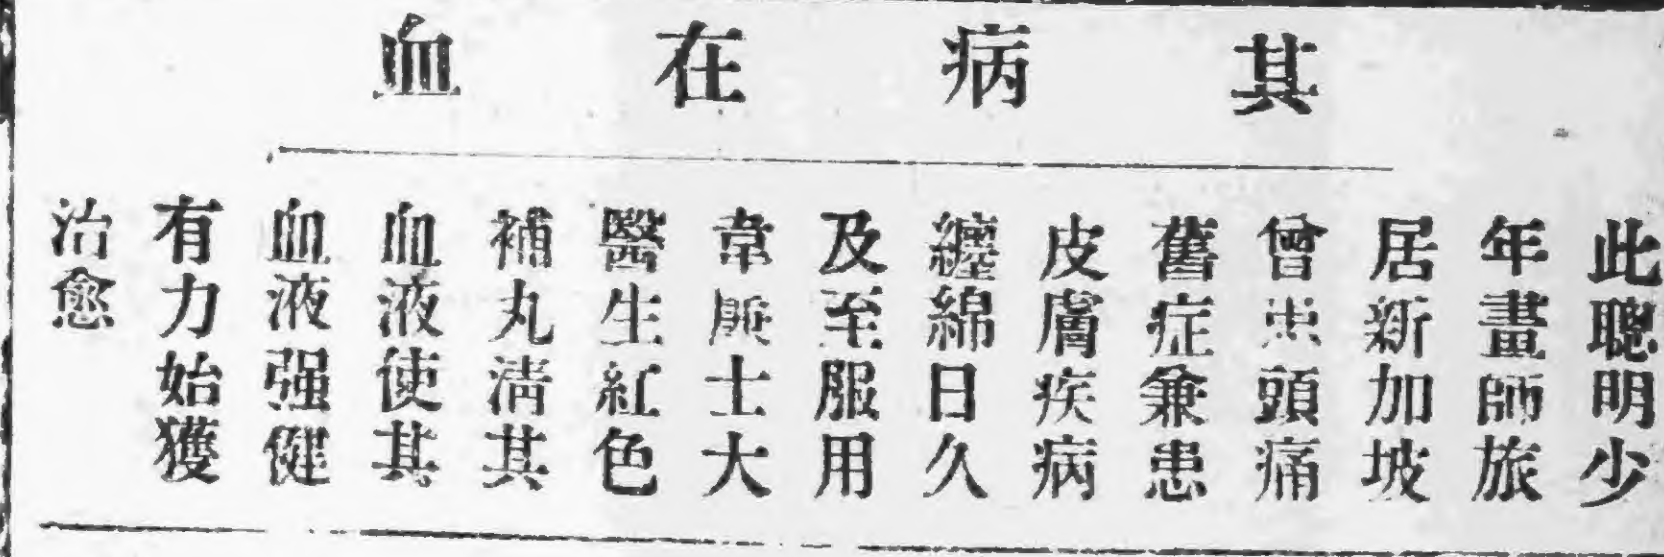 其病在血
此聰明少
年畫師旅
居新加坡
曾患頭痛
舊症兼患
皮膚疾病
纏綿日久
及至服用
韋廉士大
醫生紅色
補丸淸其
血液使其
血液强健
有力始獲
治愈